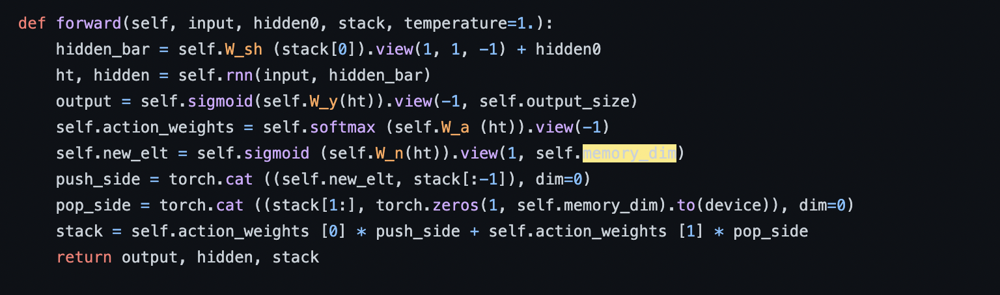 def forward(self, input, hidden0, stack, temperature=1.):
    hidden_bar = self.W_sh (stack[0]).view(1, 1, -1) + hidden0
    ht, hidden = self.rnn(input, hidden_bar)
    output = self.sigmoid(self.W_y(ht)).view(-1, self.output_size)
    self.action_weights = self.softmax (self.W_a (ht)).view(-1)
    self.new_elt = self.sigmoid (self.W_n(ht)).view(1, self.memory_dim)
    push_side = torch.cat ((self.new_elt, stack[:-1]), dim=0)
    pop_side = torch.cat ((stack[1:], torch.zeros(1, self.memory_dim).to(device)), dim=0)
    stack = self.action_weights [0] * push_side + self.action_weights [1] * pop_side
    return output, hidden, stack